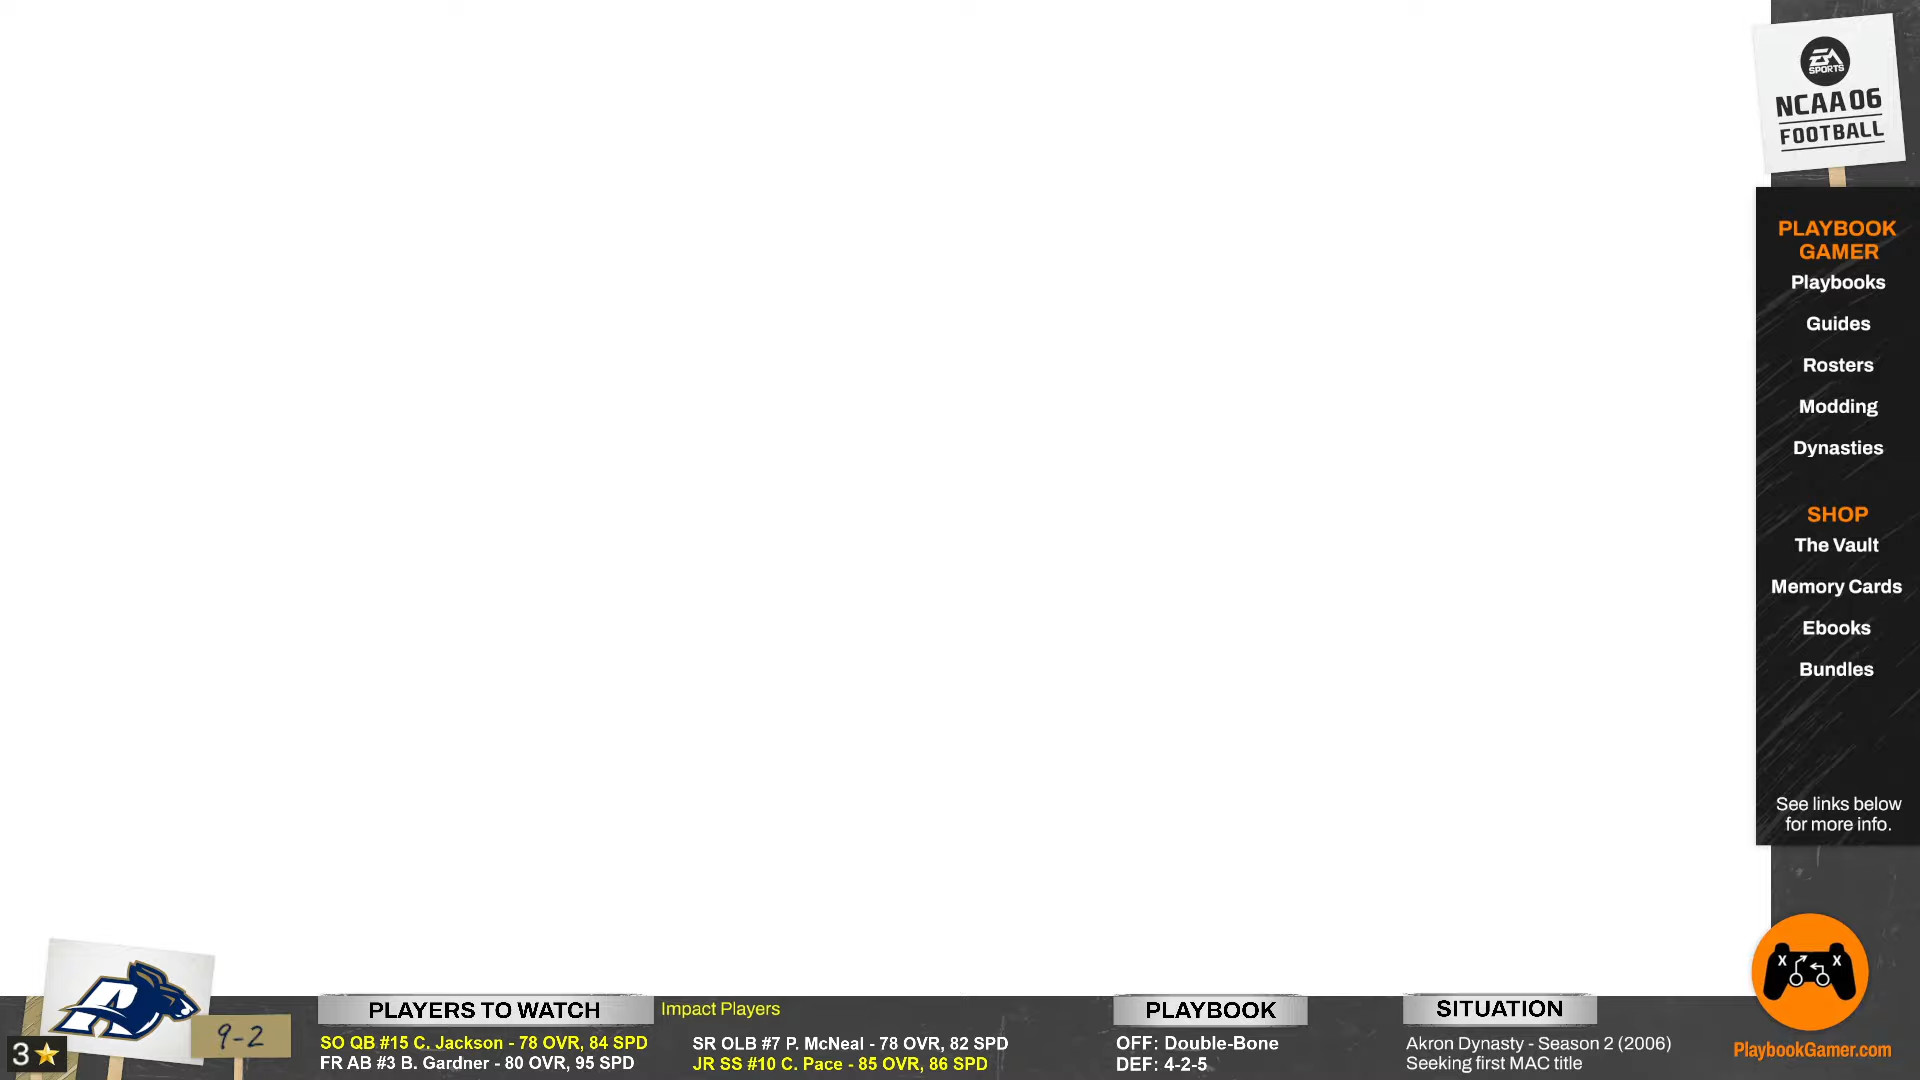 EA
SPORTS
NCAA 06
FOOTBALL
PLAYBOOK
GAMER
Playbooks
Guides
Rosters
Modding
Dynasties
SHOP
The Vault
Memory Cards
Ebooks
Bundles
See links below
for more info.
X X
PlaybookGamer.com
A
9-2
3
PLAYERS TO WATCH
Impact Players
SO QB #15 C. Jackson - 78 OVR, 84 SPD
FR AB #3 B. Gardner - 80 OVR, 95 SPD
SR OLB #7 P. McNeal - 78 OVR, 82 SPD
JR SS #10 C. Pace - 85 OVR, 86 SPD
PLAYBOOK
OFF: Double-Bone
DEF: 4-2-5
SITUATION
Akron Dynasty - Season 2 (2006)
Seeking first MAC title